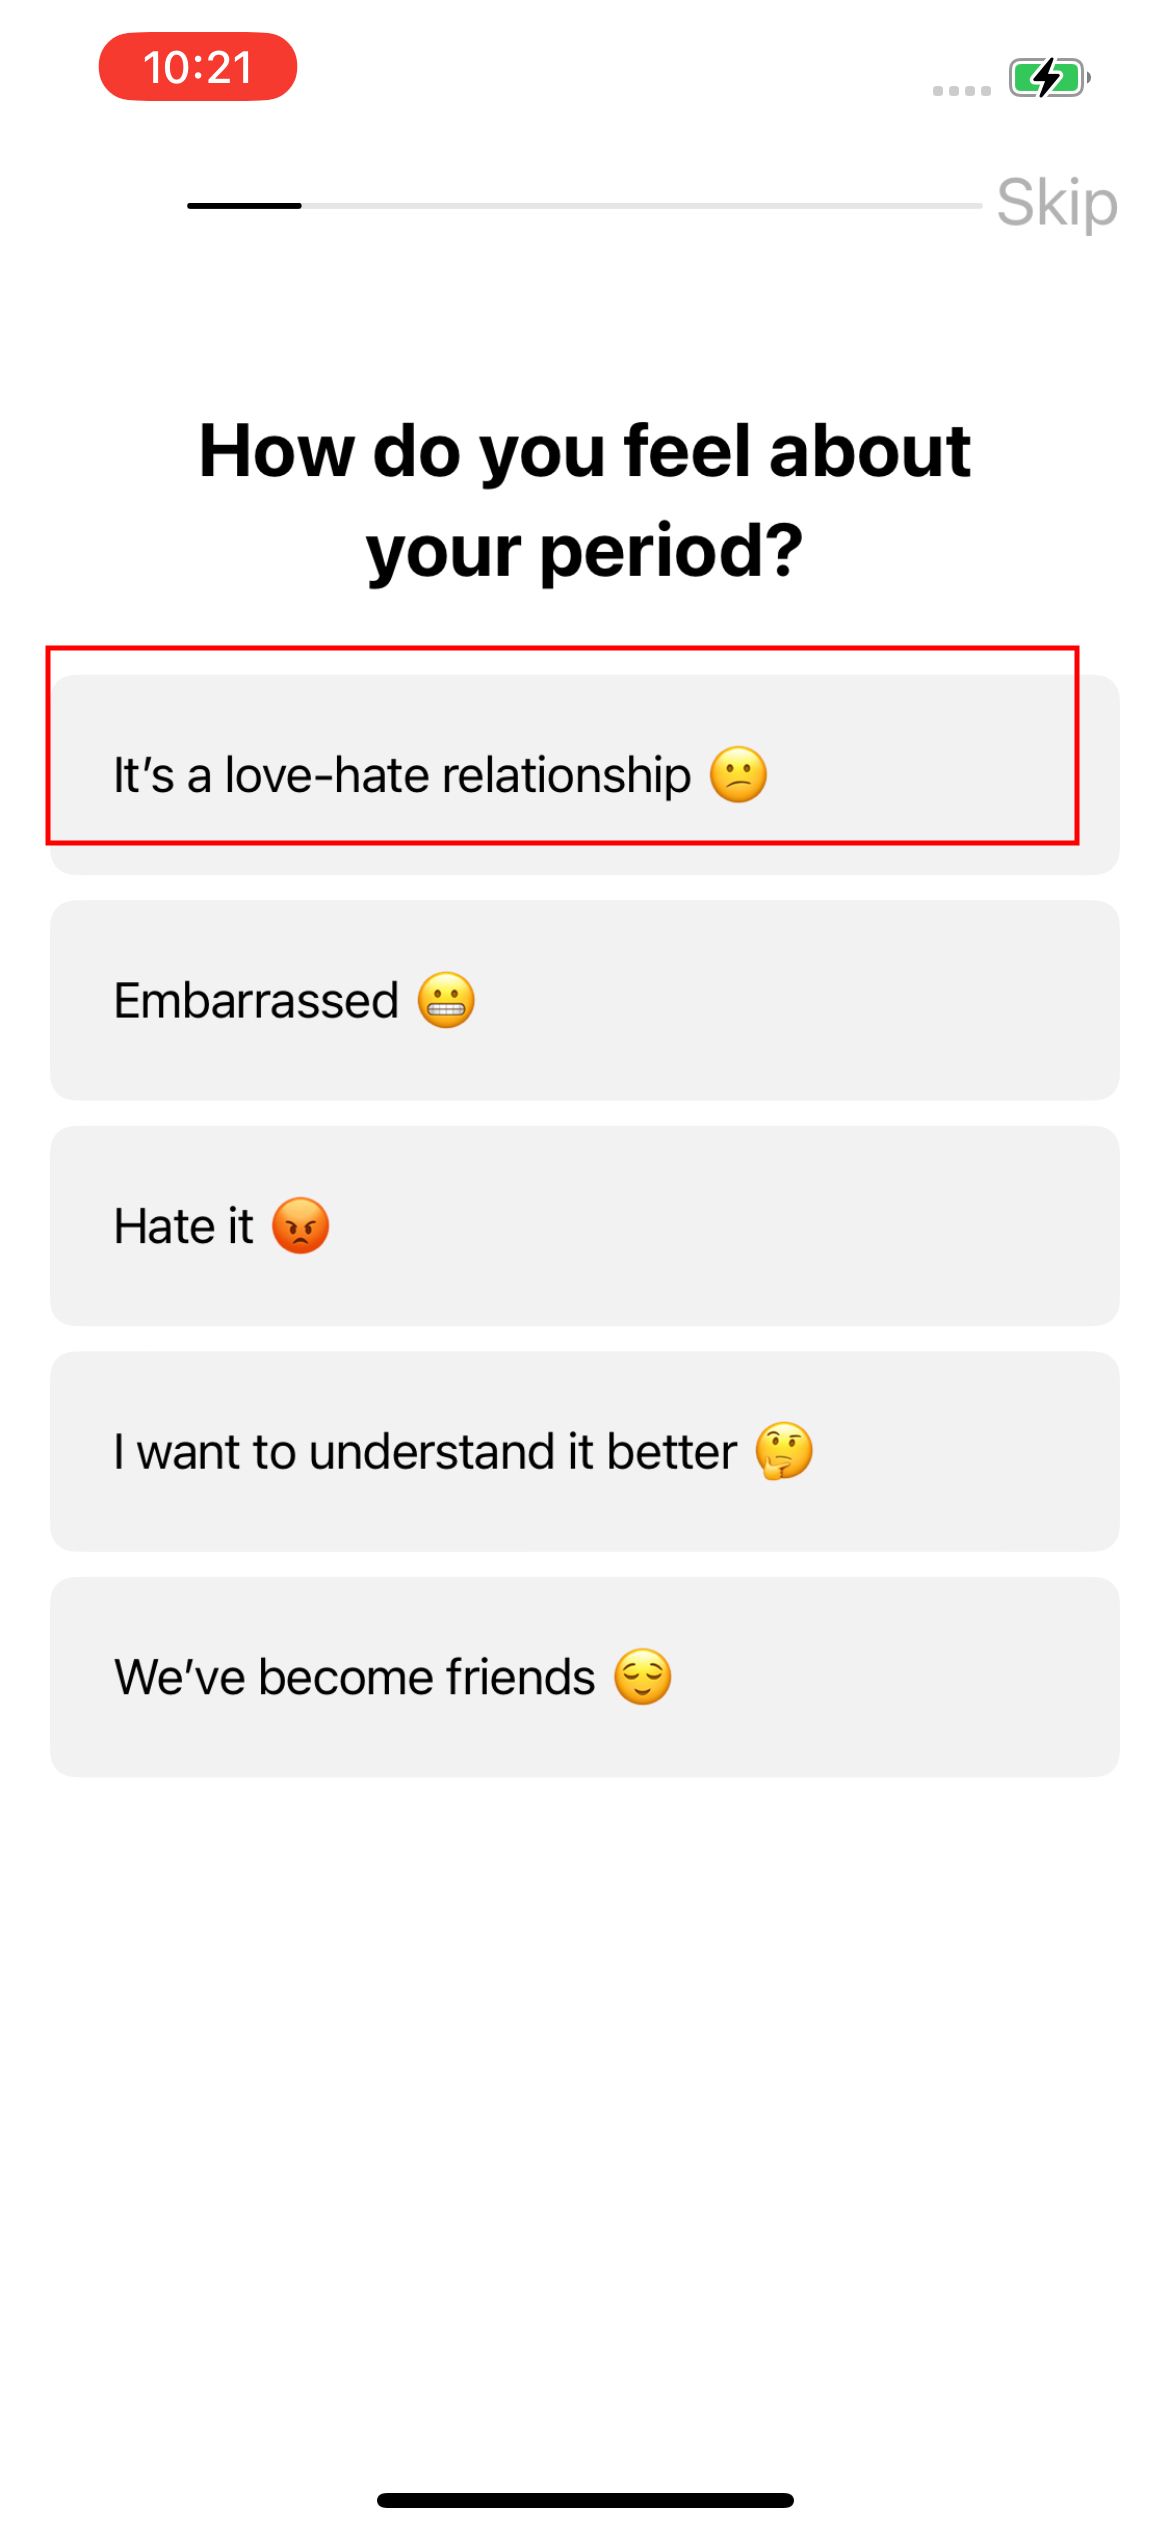 10:21
Skip
How do you feel about
your period?
It’s a love-hate relationship 😕
Embarrassed 😬
Hate it 😡
I want to understand it better 🤔
We’ve become friends 😌